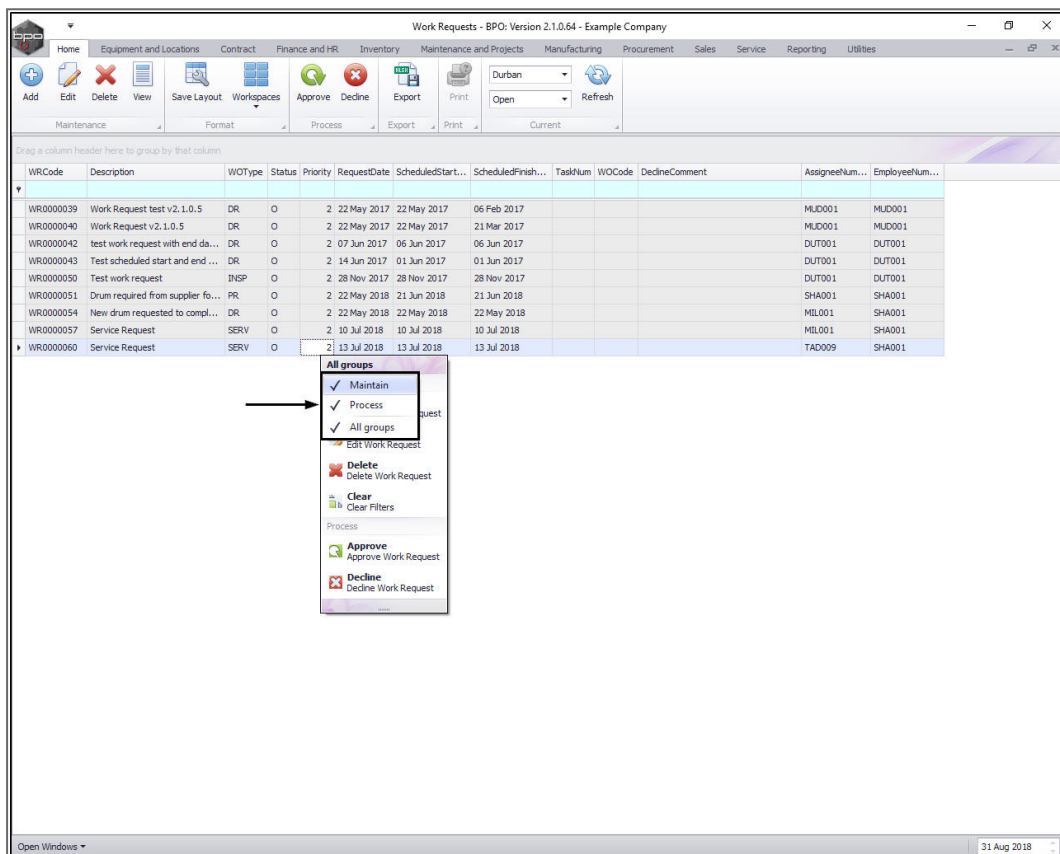 Work Requests - BPO: Version 2.1.0.64 - Example Company
bpo
Home Equipment and Locations Contract Finance and HR Inventory Maintenance and Projects Manufacturing Procurement Sales Service Reporting Utilities
Add Edit Delete View Save Layout Workspaces Approve Decline Export Print Durban Open Refresh
Maintenance Format Process Export Print Current
Drag a column header here to group by that column
WRCode Description WOType Status Priority RequestDate ScheduledStart... ScheduledFinish... TaskNum WOCode DeclineComment AssigneeNum... EmployeeNum...
WR0000039 Work Request test v2.1.0.5 DR O 2 22 May 2017 22 May 2017 06 Feb 2017 MUD001 MUD001
WR0000040 Work Request v2.1.0.5 DR O 2 22 May 2017 22 May 2017 21 Mar 2017 MUD001 MUD001
WR0000042 test work request with end da... DR O 2 07 Jun 2017 06 Jun 2017 06 Jun 2017 DUT001 DUT001
WR0000043 Test scheduled start and end ... DR O 2 14 Jun 2017 01 Jun 2017 01 Jun 2017 DUT001 DUT001
WR0000050 Test work request INSP O 2 28 Nov 2017 28 Nov 2017 28 Nov 2017 DUT001 DUT001
WR0000051 Drum required from supplier fo... PR O 2 22 May 2018 21 Jun 2018 21 Jun 2018 SHA001 SHA001
WR0000054 New drum requested to compl... DR O 2 22 May 2018 22 May 2018 22 May 2018 MIL001 SHA001
WR0000057 Service Request SERV O 2 10 Jul 2018 10 Jul 2018 10 Jul 2018 MIL001 SHA001
WR0000060 Service Request SERV O 2 13 Jul 2018 13 Jul 2018 13 Jul 2018 TAD009 SHA001
All groups
Maintain
Process
quest
All groups
Edit Work Request
Delete
Delete Work Request
Clear
Clear Filters
Process
Approve
Approve Work Request
Decline
Decline Work Request
Open Windows 31 Aug 2018